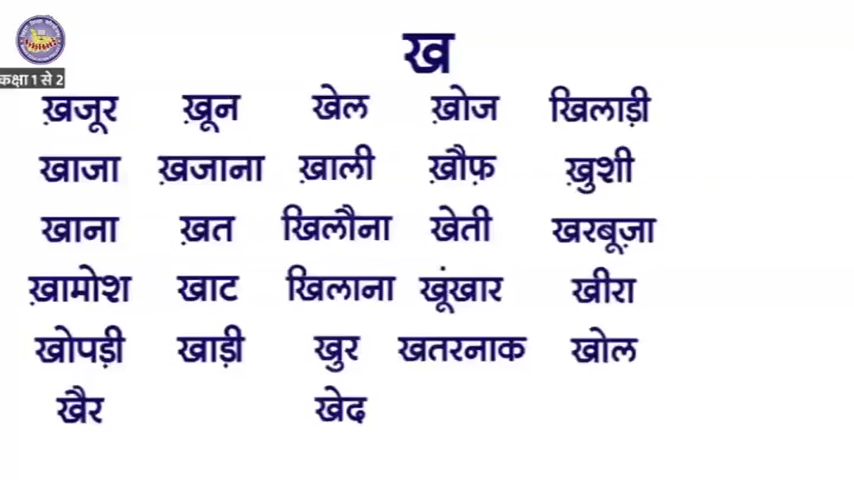 ख
कक्षा 1 से 2
ख़जूर ख़ून खेल ख़ोज खिलाड़ी
खाजा ख़जाना ख़ाली ख़ौफ़ ख़ुशी
खाना ख़त खिलौना खेती खरबूज़ा
ख़ामोश खाट खिलाना खूंखार खीरा
खोपड़ी खाड़ी खुर खतरनाक खोल
खैर खेद